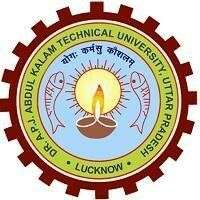 DR. A.P.J. ABDUL KALAM TECHNICAL UNIVERSITY, UTTAR PRADESH
योगः कर्मसु कौशलम्
LUCKNOW